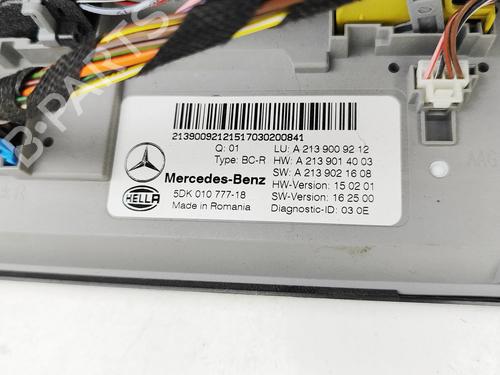 21390092121517030200841
Q: 01
LU: A 213 900 92 12
Type: BC-R
HW: A 213 901 40 03
SW: A 213 902 16 08
Mercedes-Benz
HW-Version: 15 02 01
HELLA
5DK 010 777-18
SW-Version: 16 25 00
Made in Romania
Diagnostic-ID: 03 0E
B-PARTS